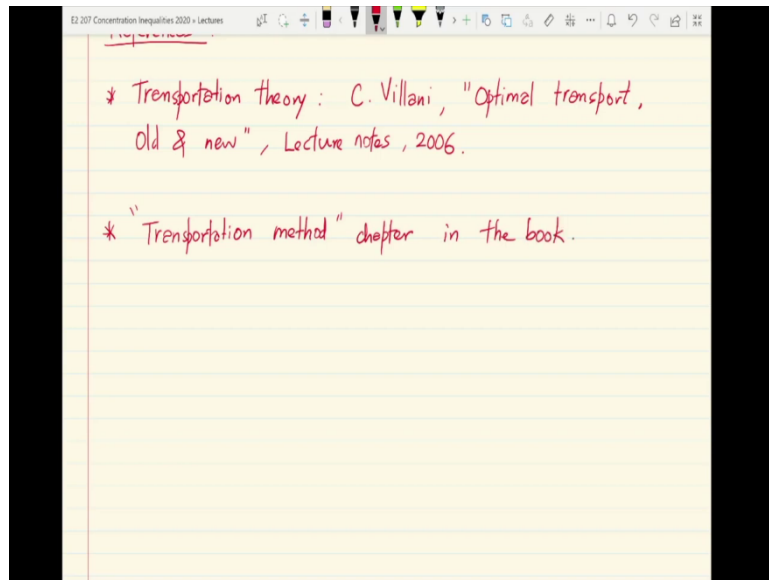 E2 207 Concentration Inequalities 2020 » Lectures
References :
* Transportation theory : C. Villani, "Optimal transport,
Old & new", Lecture notes, 2006.
* "Transportation method" chapter in the book.